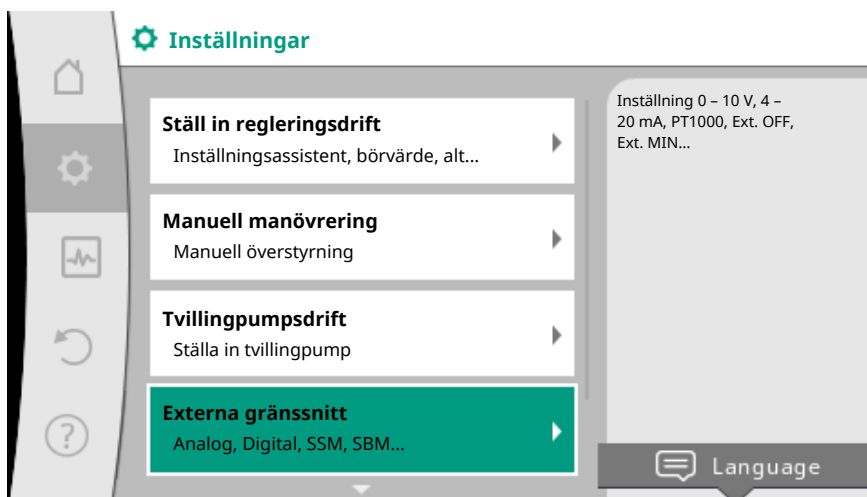 Inställningar
Ställ in regleringsdrift
Inställningsassistent, börvärde, alt...
Manuell manövrering
Manuell överstyrning
Tvillingpumpsdrift
Ställa in tvillingpump
Externa gränssnitt
Analog, Digital, SSM, SBM...
Inställning 0 – 10 V, 4 –
20 mA, PT1000, Ext. OFF,
Ext. MIN...
Language